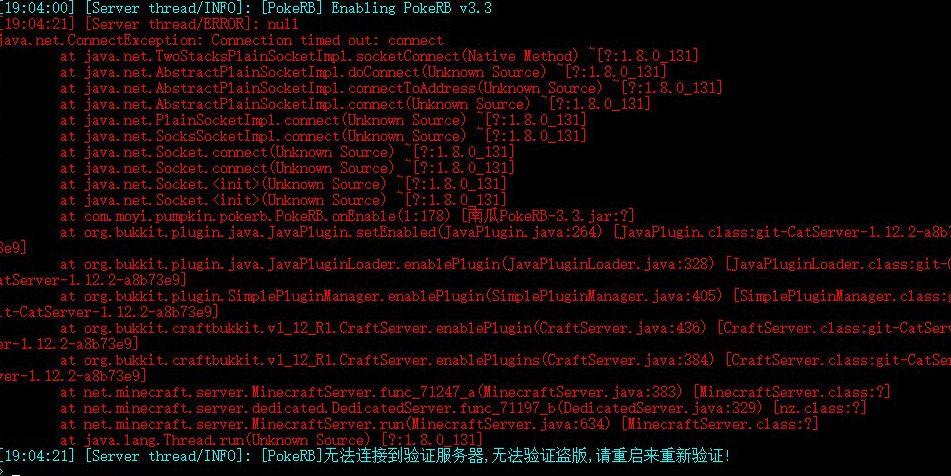 [19:04:00] [Server thread/INFO]: [PokeRB] Enabling PokeRB v3.3
[19:04:21] [Server thread/ERROR]: null
java.net.ConnectException: Connection timed out: connect
at java.net.TwoStacksPlainSocketImpl.socketConnect(Native Method) ~[?:1.8.0_131]
at java.net.AbstractPlainSocketImpl.doConnect(Unknown Source) ~[?:1.8.0_131]
at java.net.AbstractPlainSocketImpl.connectToAddress(Unknown Source) ~[?:1.8.0_131]
at java.net.AbstractPlainSocketImpl.connect(Unknown Source) ~[?:1.8.0_131]
at java.net.PlainSocketImpl.connect(Unknown Source) ~[?:1.8.0_131]
at java.net.SocksSocketImpl.connect(Unknown Source) ~[?:1.8.0_131]
at java.net.Socket.connect(Unknown Source) ~[?:1.8.0_131]
at java.net.Socket.connect(Unknown Source) ~[?:1.8.0_131]
at java.net.Socket.<init>(Unknown Source) ~[?:1.8.0_131]
at java.net.Socket.<init>(Unknown Source) ~[?:1.8.0_131]
at com.moyi.pumpkin.pokerb.PokeRB.onEnable(l:178) [南瓜PokeRB-3.3.jar:?]
at org.bukkit.plugin.java.JavaPlugin.setEnabled(JavaPlugin.java:264) [JavaPlugin.class:git-CatServer-1.12.2-a8b7
3e9]
at org.bukkit.plugin.java.JavaPluginLoader.enablePlugin(JavaPluginLoader.java:328) [JavaPluginLoader.class:git-C
atServer-1.12.2-a8b73e9]
at org.bukkit.plugin.SimplePluginManager.enablePlugin(SimplePluginManager.java:405) [SimplePluginManager.class:g
it-CatServer-1.12.2-a8b73e9]
at org.bukkit.craftbukkit.v1_12_R1.CraftServer.enablePlugin(CraftServer.java:436) [CraftServer.class:git-CatServ
er-1.12.2-a8b73e9]
at org.bukkit.craftbukkit.v1_12_R1.CraftServer.enablePlugins(CraftServer.java:384) [CraftServer.class:git-CatSer
ver-1.12.2-a8b73e9]
at net.minecraft.server.MinecraftServer.func_71247_a(MinecraftServer.java:383) [MinecraftServer.class:?]
at net.minecraft.server.dedicated.DedicatedServer.func_71197_b(DedicatedServer.java:329) [nz.class:?]
at net.minecraft.server.MinecraftServer.run(MinecraftServer.java:634) [MinecraftServer.class:?]
at java.lang.Thread.run(Unknown Source) [?:1.8.0_131]
[19:04:21] [Server thread/INFO]: [PokeRB]无法连接到验证服务器,无法验证盗版,请重启来重新验证!
>